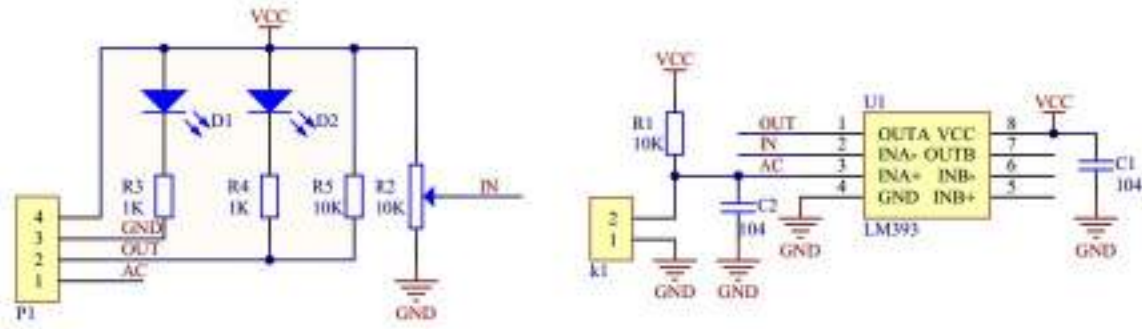 VCC
D1
D2
R3
1K
R4
1K
R5
10K
R2
10K
IN
4
3
2
1
GND
OUT
AC
P1
GND
VCC
R1
10K
OUT
IN
AC
1
2
3
4
U1
OUTA VCC
INA- OUTB
INA+ INB-
GND INB+
LM393
8
7
6
5
VCC
C1
104
GND
C2
104
GND
2
1
k1
GND
GND